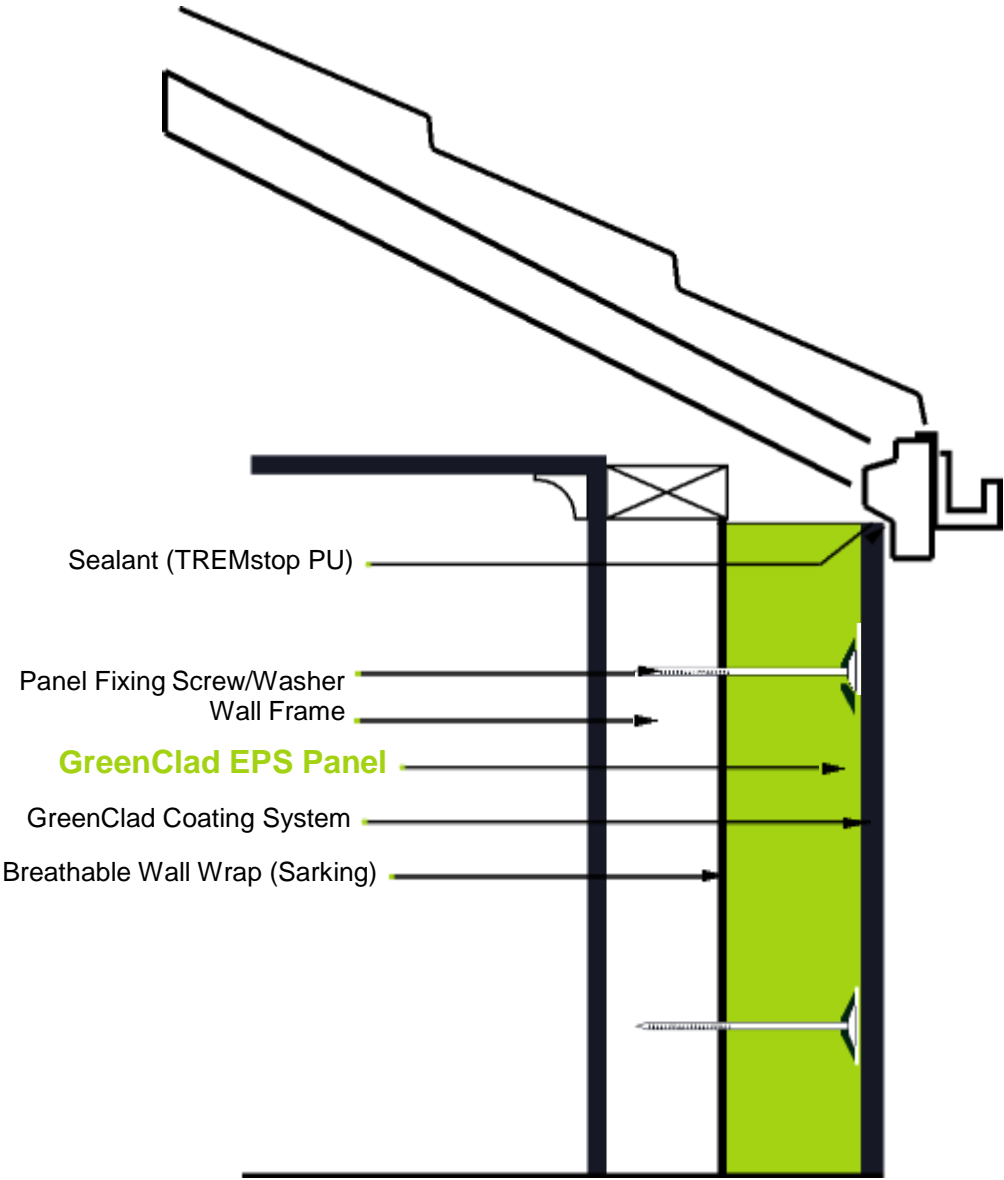 Sealant (TREMstop PU)
Panel Fixing Screw/Washer
Wall Frame
GreenClad EPS Panel
GreenClad Coating System
Breathable Wall Wrap (Sarking)